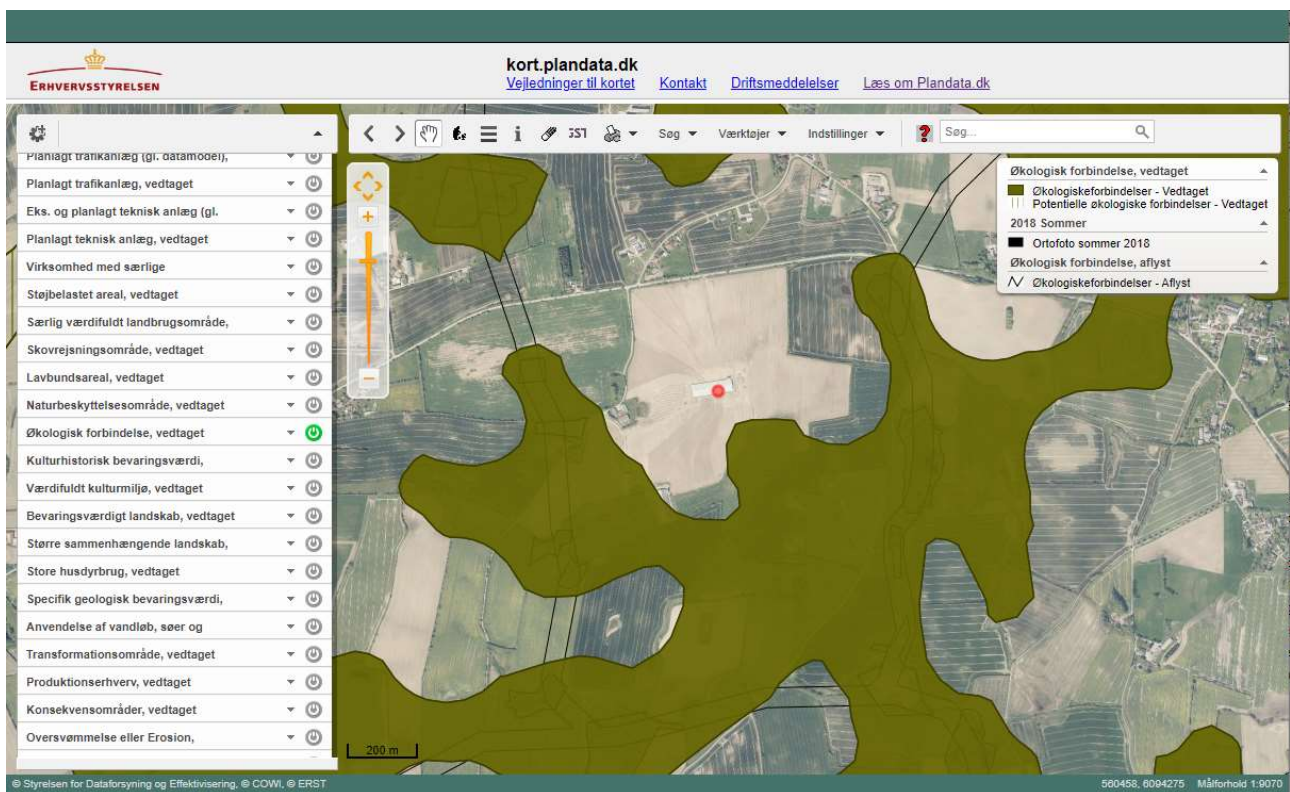 ERHVERVSSTYRELSEN
kort.plandata.dk
Vejledninger til kortet Kontakt Driftsmeddelelser Læs om Plandata.dk
Søg Værktøjer Indstillinger ? Søg...
Planlagt trafikanlæg (gl. datamodel),
Planlagt trafikanlæg, vedtaget
Eks. og planlagt teknisk anlæg (gl.
Planlagt teknisk anlæg, vedtaget
Virksomhed med særlige
Støjbelastet areal, vedtaget
Særlig værdifuldt landbrugsområde,
Skovrejsningsområde, vedtaget
Lavbundsareal, vedtaget
Naturbeskyttelsesområde, vedtaget
Økologisk forbindelse, vedtaget
Kulturhistorisk bevaringsværdi,
Værdifuldt kulturmiljø, vedtaget
Bevaringsværdigt landskab, vedtaget
Større sammenhængende landskab,
Store husdyrbrug, vedtaget
Specifik geologisk bevaringsværdi,
Anvendelse af vandløb, søer og
Transformationsområde, vedtaget
Produktionserhverv, vedtaget
Konsekvensområder, vedtaget
Oversvømmelse eller Erosion,
Økologisk forbindelse, vedtaget
Økologiskeforbindelser - Vedtaget
Potentielle økologiske forbindelser - Vedtaget
2018 Sommer
Ortofoto sommer 2018
Økologisk forbindelse, aflyst
Økologiskeforbindelser - Aflyst
200 m
© Styrelsen for Dataforsyning og Effektivisering, © COWI, © ERST
560458, 6094275 Målforhold 1:9070